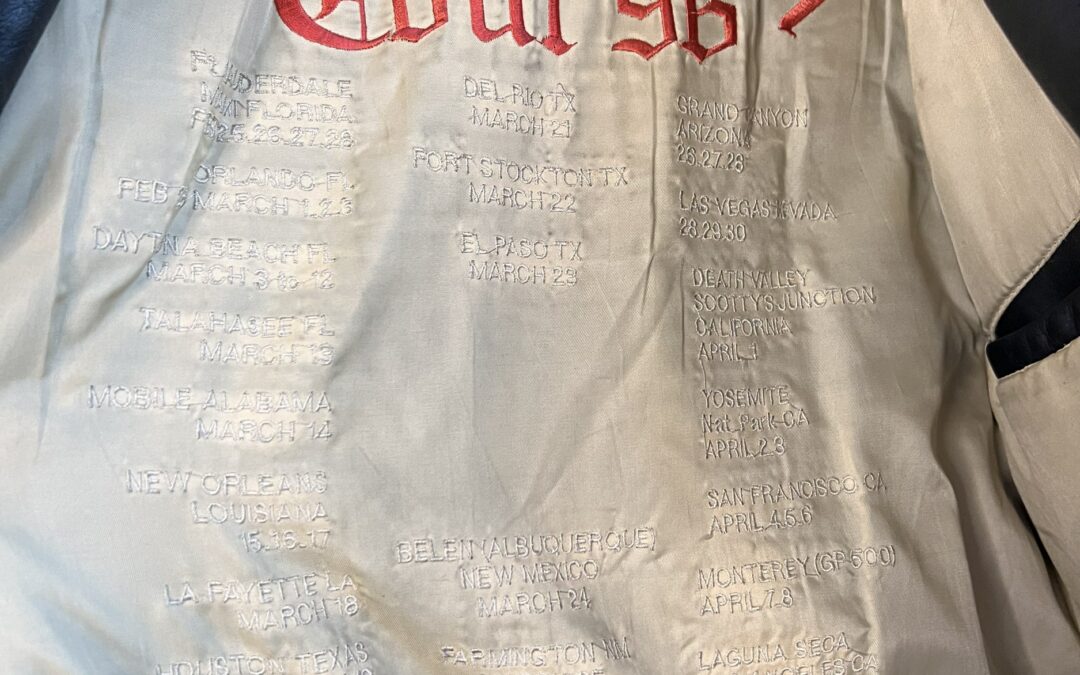 Tour 96
LAUDERDALE
MIAMI FLORIDA
25.26.27.28
ORLANDO FL
FEB MARCH 1.2.3
DAYTNA BEACH FL
MARCH 3 to 12
TALAHASEE FL
MARCH 13
MOBILE ALABAMA
MARCH 14
NEW ORLEANS
LOUISIANA
15.16.17
LA FAYETTE LA
MARCH 18
HOUSTON TEXAS
DEL RIO TX
MARCH 21
FORT STOCKTON TX
MARCH 22
EL PASO TX
MARCH 23
BELEN (ALBUQUERQUE)
NEW MEXICO
MARCH 24
FARMINGTON NM
GRAND CANYON
ARIZONA
26.27.28
LAS VEGAS NEVADA
28.29.30
DEATH VALLEY
SCOTTYS JUNCTION
CALIFORNIA
APRIL 1
YOSEMITE
Nat. Park CA
APRIL 2.3
SAN FRANCISCO CA
APRIL 4.5.6
MONTEREY (GP 500)
APRIL 7.8
LAGUNA SECA
ANGELES CA